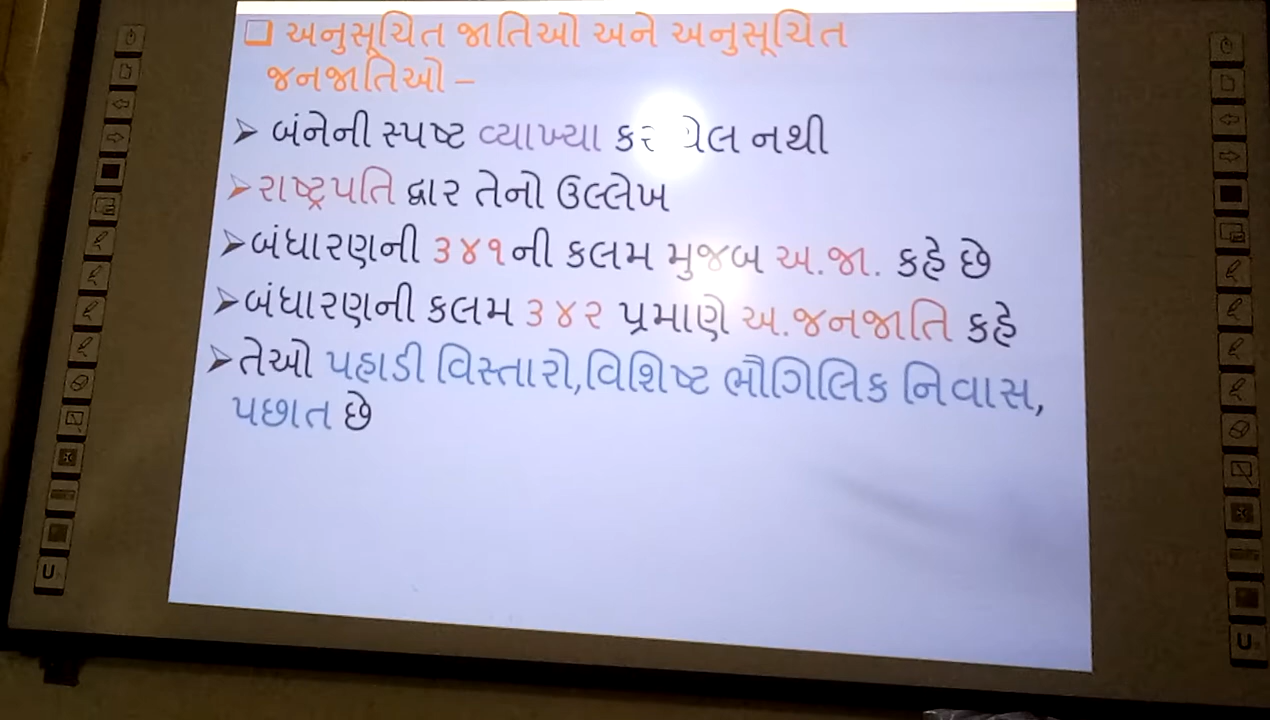 ❑ અનુસૂચિત જાતિઓ અને અનુસૂચિત
જનજાતિઓ –
➢ બંનેની સ્પષ્ટ વ્યાખ્યા નથી
➢ રાષ્ટ્રપતિ દ્વાર તેનો ઉલ્લેખ
➢ બંધારણની ૩૪૧ની કલમ મુજબ અ.જા. કહે છે
➢ બંધારણની કલમ ૩૪૨ પ્રમાણે અ.જનજાતિ કહે
➢ તેઓ પહાડી વિસ્તારો,વિશિષ્ટ ભૌગિલિક નિવાસ,
પછાત છે